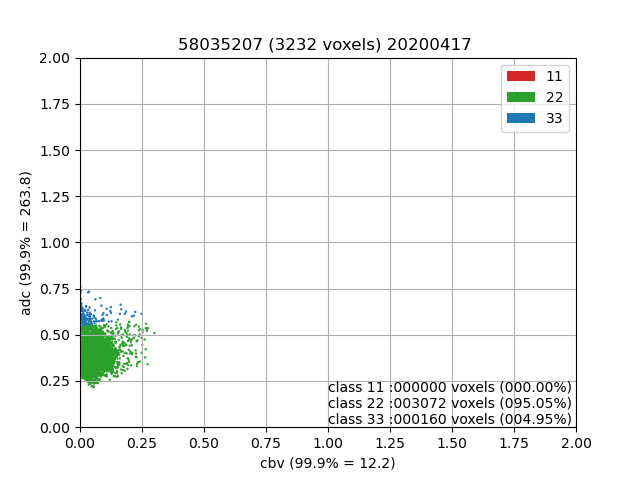 58035207 (3232 voxels) 20200417
2.00
1.75
1.50
1.25
1.00
0.75
0.50
0.25
0.00
adc (99.9% = 263.8)
11
22
33
class 11 :000000 voxels (000.00%)
class 22 :003072 voxels (095.05%)
class 33 :000160 voxels (004.95%)
0.00 0.25 0.50 0.75 1.00 1.25 1.50 1.75 2.00
cbv (99.9% = 12.2)